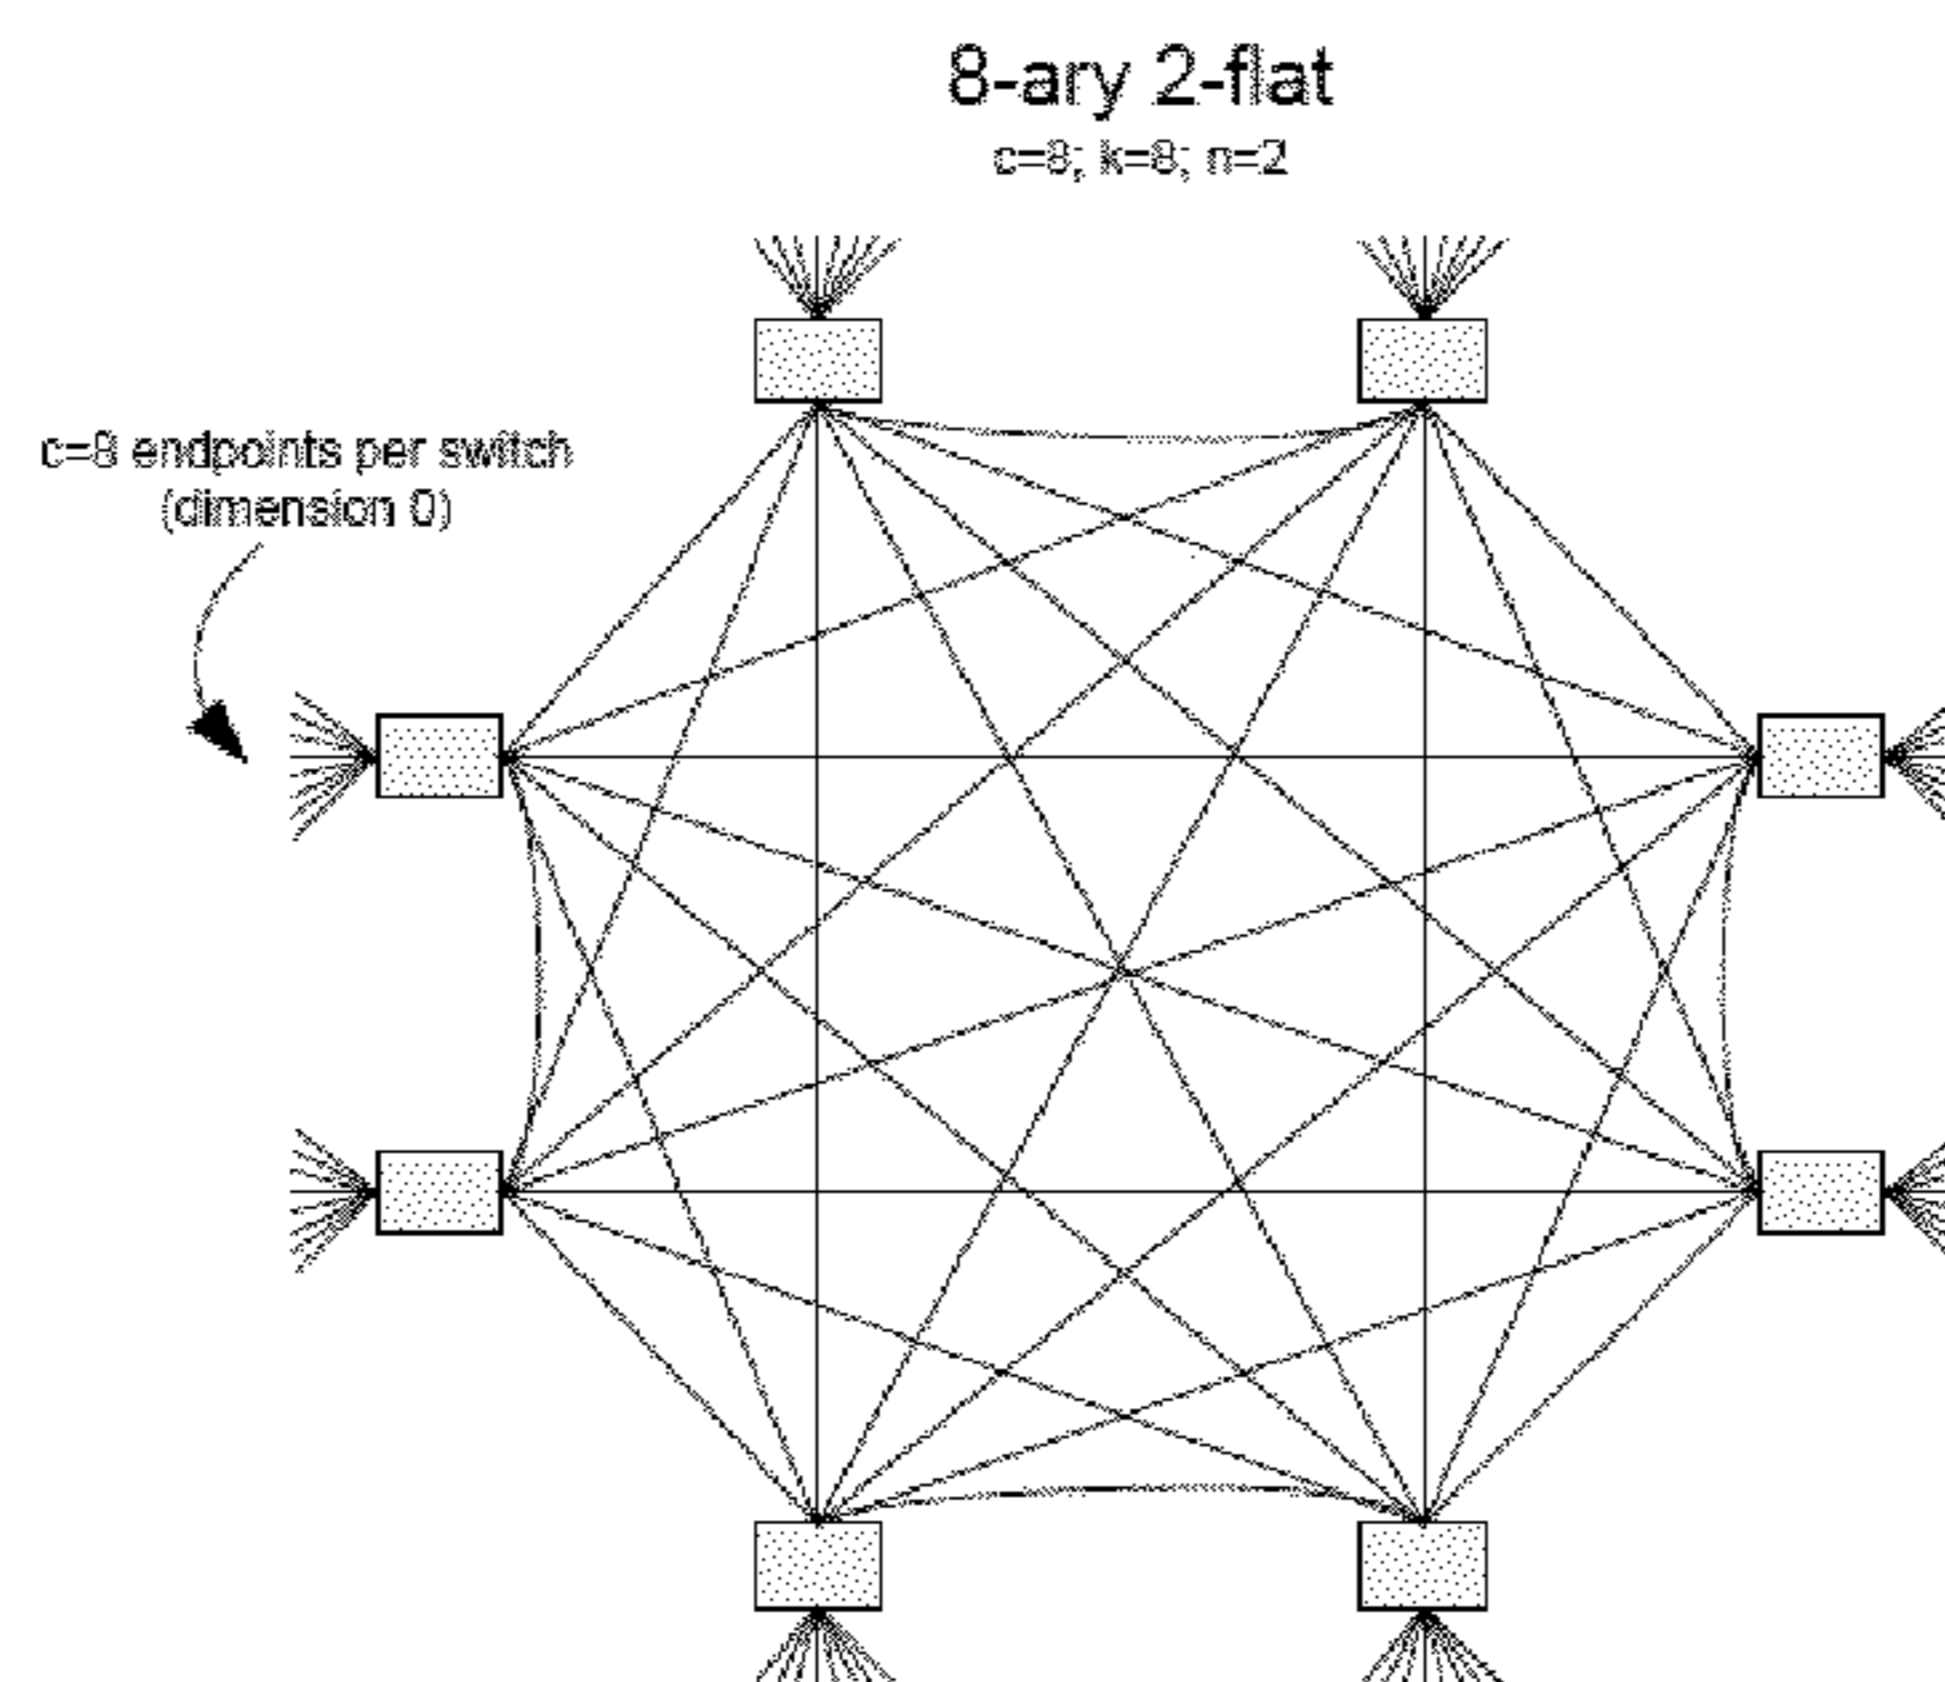 8-ary 2-flat
c=8; k=8; n=2
c=8 endpoints per switch
(dimension 0)